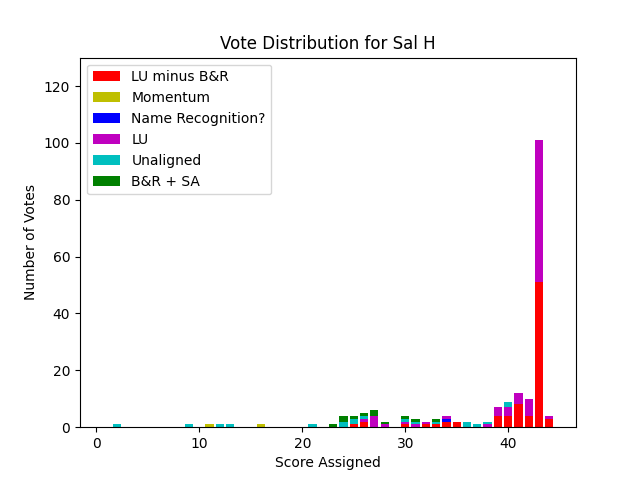 Vote Distribution for Sal H
LU minus B&R
Momentum
Name Recognition?
LU
Unaligned
B&R + SA
Number of Votes
120
100
80
60
40
20
0
0 10 20 30 40
Score Assigned